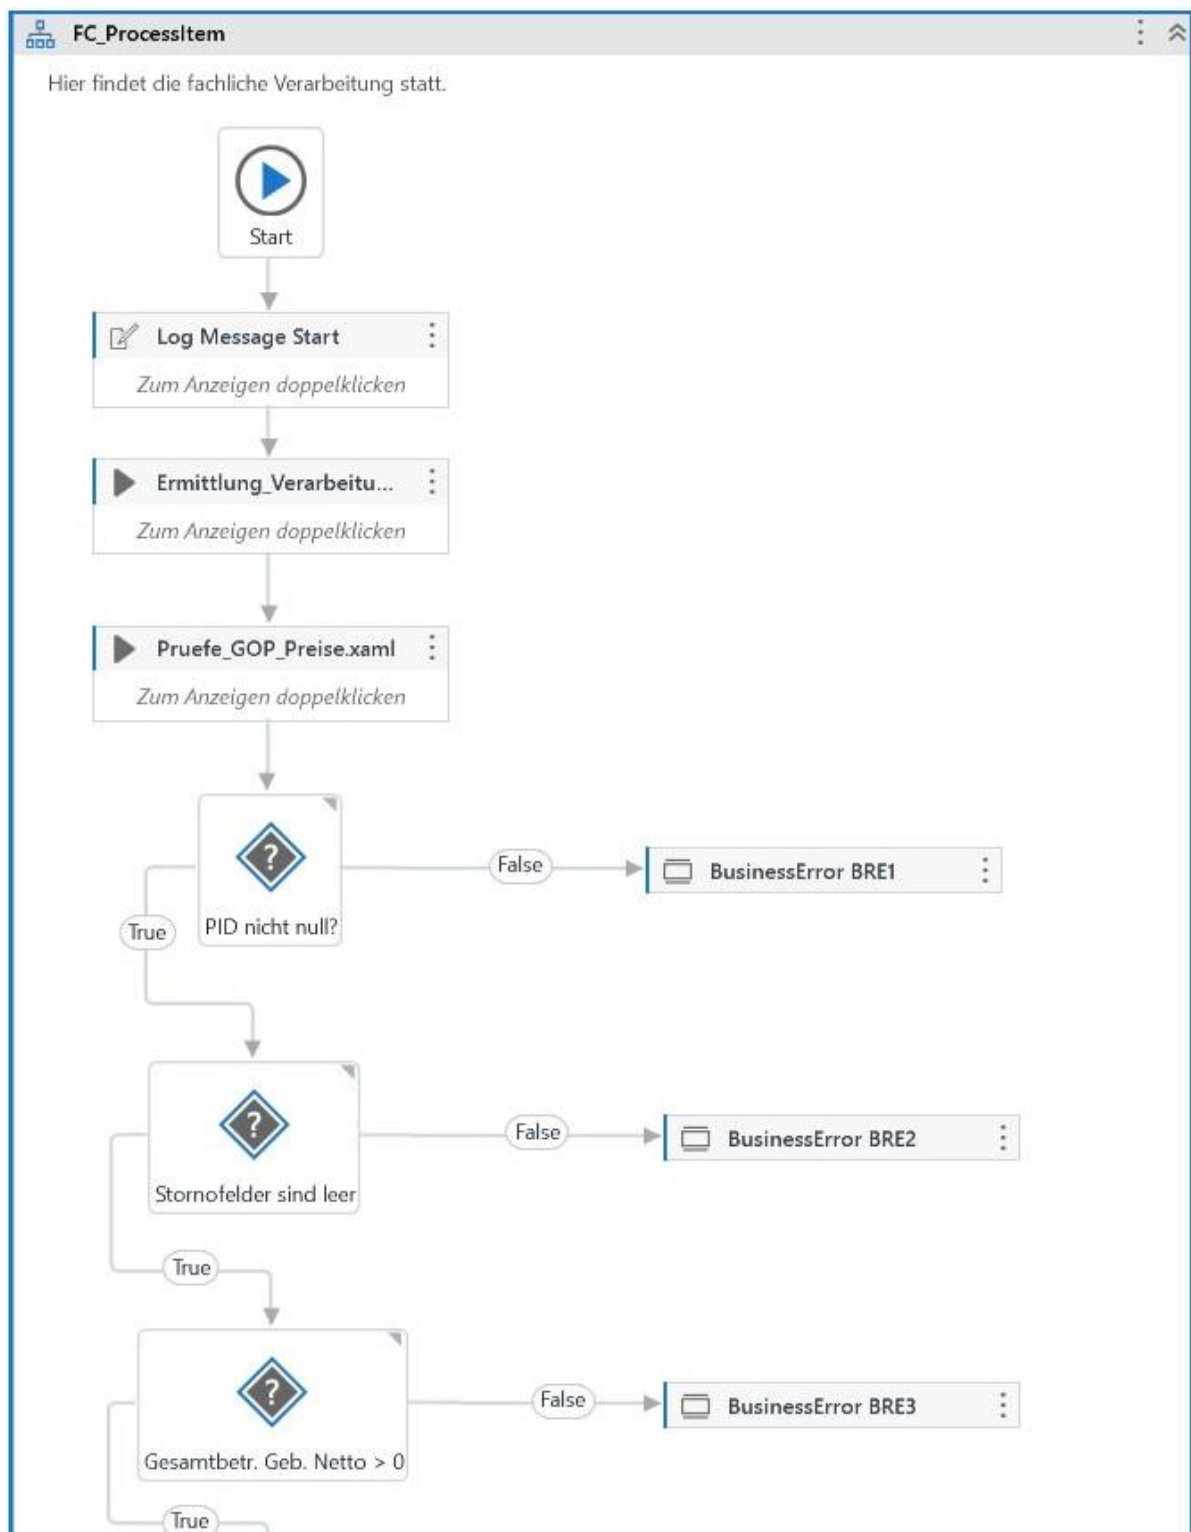 FC_ProcessItem
Hier findet die fachliche Verarbeitung statt.
Start
Log Message Start
Zum Anzeigen doppelklicken
Ermittlung_Verarbeitu...
Zum Anzeigen doppelklicken
Pruefe_GOP_Preise.xaml
Zum Anzeigen doppelklicken
?
False
BusinessError BRE1
True
PID nicht null?
?
False
BusinessError BRE2
Stornofelder sind leer
True
?
False
BusinessError BRE3
Gesamtbetr. Geb. Netto > 0
True